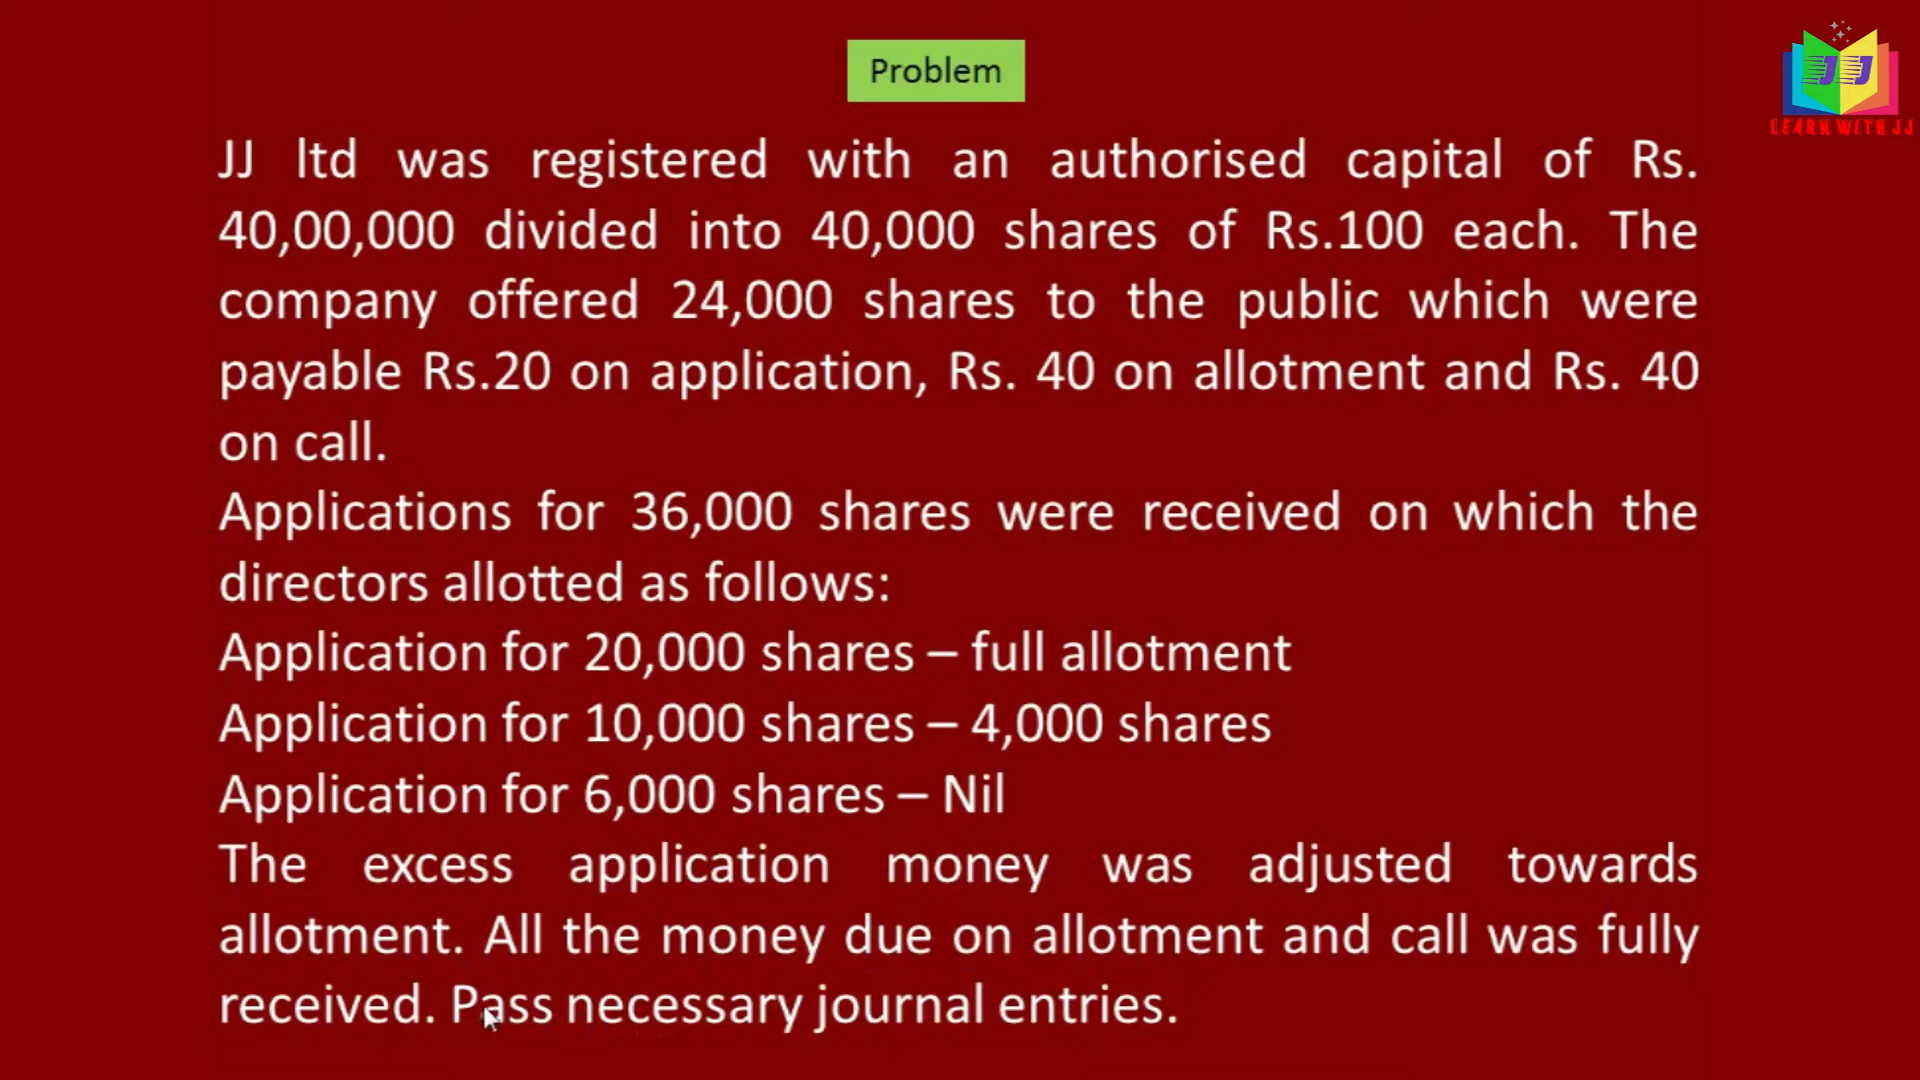 Problem
JJ ltd was registered with an authorised capital of Rs.
40,00,000 divided into 40,000 shares of Rs.100 each. The
company offered 24,000 shares to the public which were
payable Rs.20 on application, Rs. 40 on allotment and Rs. 40
on call.
Applications for 36,000 shares were received on which the
directors allotted as follows:
Application for 20,000 shares – full allotment
Application for 10,000 shares – 4,000 shares
Application for 6,000 shares – Nil
The excess application money was adjusted towards
allotment. All the money due on allotment and call was fully
received. Pass necessary journal entries.
JJ
LEARN WITH JJ